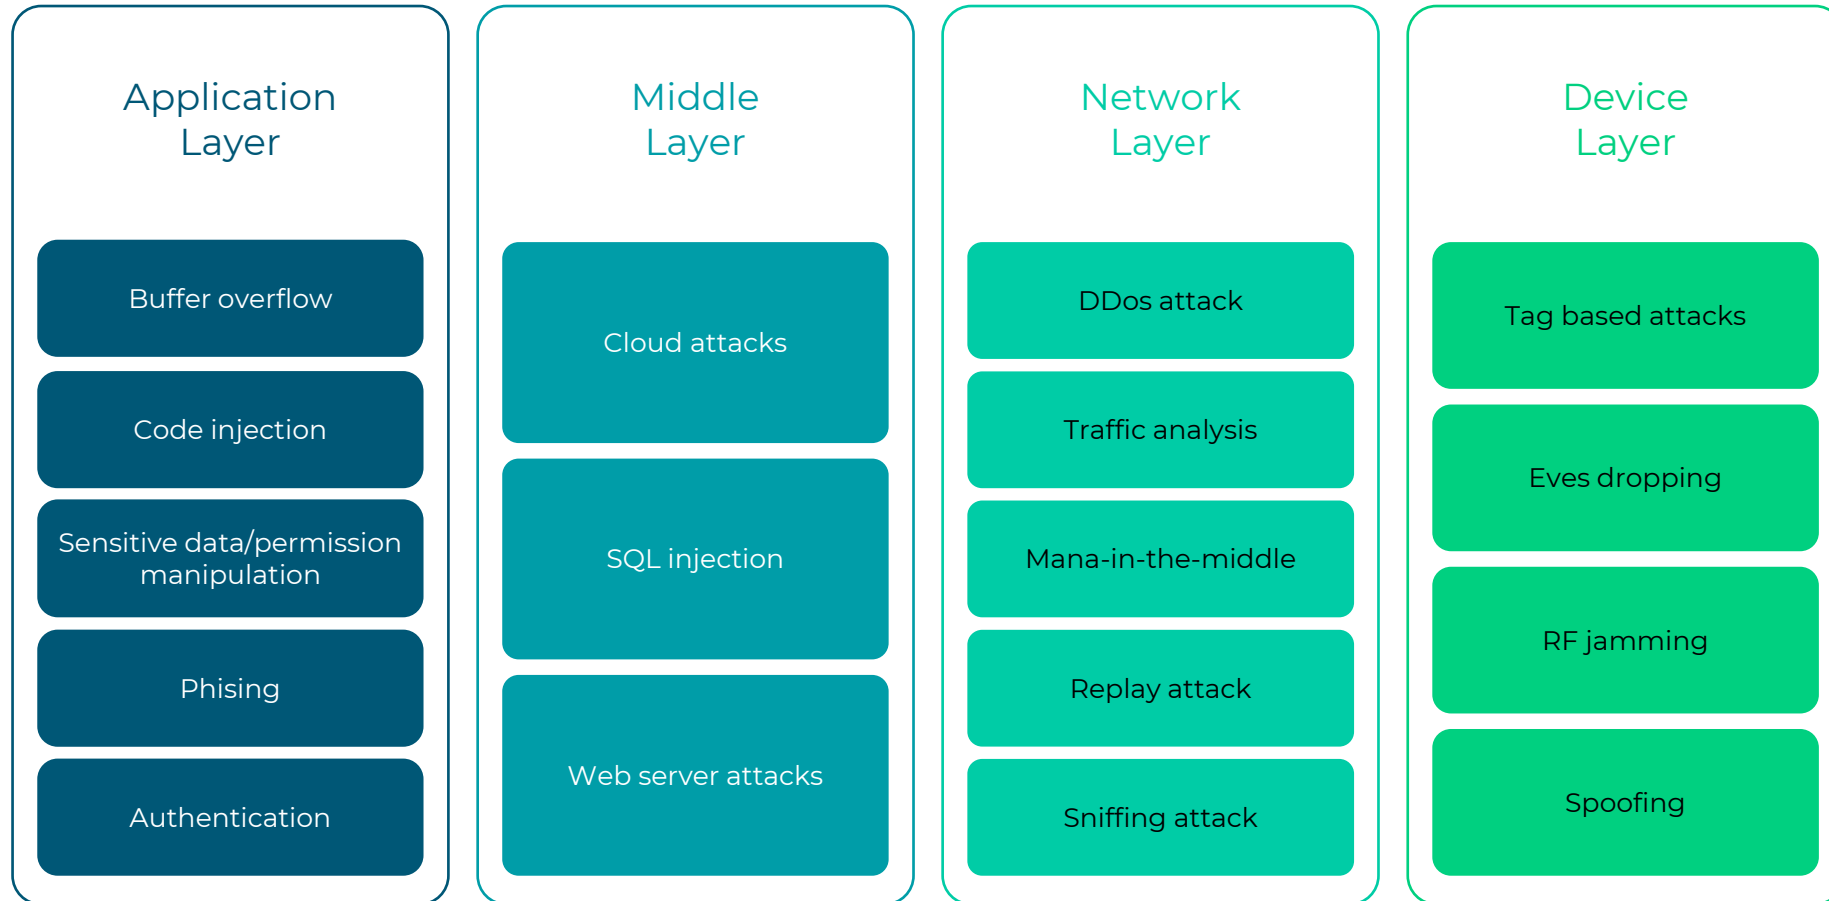 Application
Layer
Buffer overflow
Code injection
Sensitive data/permission
manipulation
Phising
Authentication
Middle
Layer
Cloud attacks
SQL injection
Web server attacks
Network
Layer
DDos attack
Traffic analysis
Mana-in-the-middle
Replay attack
Sniffing attack
Device
Layer
Tag based attacks
Eves dropping
RF jamming
Spoofing